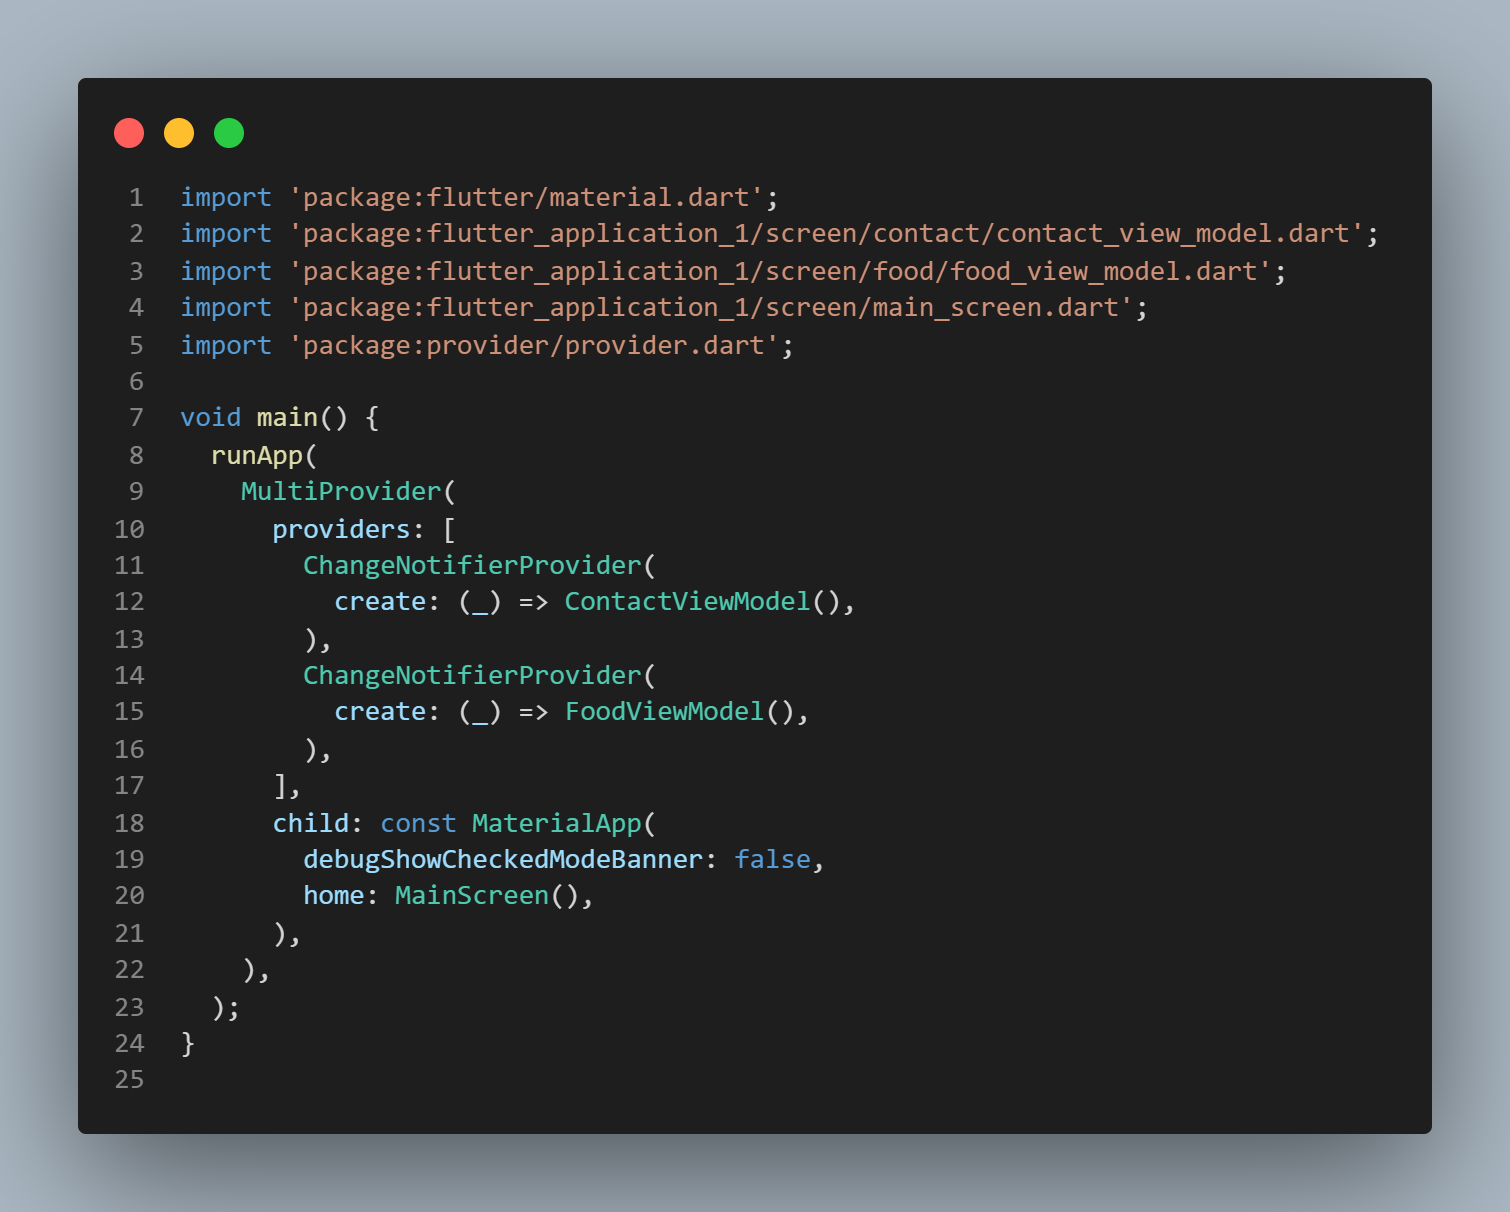 1 import 'package:flutter/material.dart';
2 import 'package:flutter_application_1/screen/contact/contact_view_model.dart';
3 import 'package:flutter_application_1/screen/food/food_view_model.dart';
4 import 'package:flutter_application_1/screen/main_screen.dart';
5 import 'package:provider/provider.dart';
6
7 void main() {
8   runApp(
9     MultiProvider(
10       providers: [
11         ChangeNotifierProvider(
12           create: (_) => ContactViewModel(),
13         ),
14         ChangeNotifierProvider(
15           create: (_) => FoodViewModel(),
16         ),
17       ],
18       child: const MaterialApp(
19         debugShowCheckedModeBanner: false,
20         home: MainScreen(),
21       ),
22     ),
23   );
24 }
25